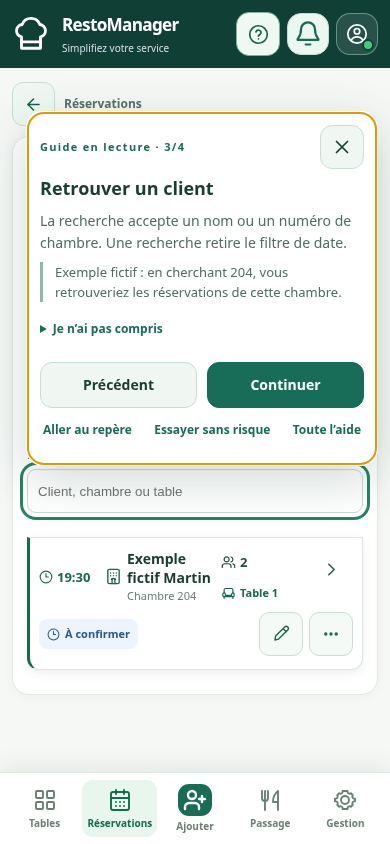 RestoManager
Simplifiez votre service
Réservations
Guide en lecture · 3/4
Retrouver un client
La recherche accepte un nom ou un numéro de
chambre. Une recherche retire le filtre de date.
Exemple fictif : en cherchant 204, vous
retrouveriez les réservations de cette chambre.
Je n’ai pas compris
Précédent
Continuer
Aller au repère
Essayer sans risque
Toute l’aide
Client, chambre ou table
19:30
Exemple
fictif Martin
Chambre 204
2
Table 1
À confirmer
Tables
Réservations
Ajouter
Passage
Gestion